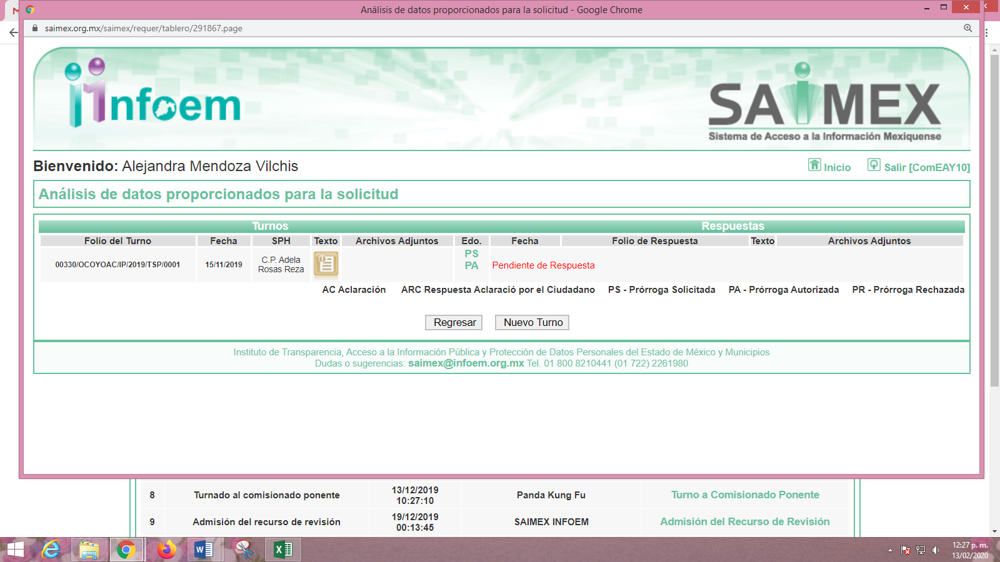 Análisis de datos proporcionados para la solicitud - Google Chrome
saimex.org.mx/saimex/requer/tablero/291867.page
infoem
SAIMEX
Sistema de Acceso a la Información Mexiquense
Bienvenido: Alejandra Mendoza Vilchis
Inicio Salir [ComEAY10]
Análisis de datos proporcionados para la solicitud
Turnos Respuestas
Folio del Turno Fecha SPH Texto Archivos Adjuntos Edo. Fecha Folio de Respuesta Texto Archivos Adjuntos
00330/OCOYOAC/IP/2019/TSP/0001 15/11/2019 C.P. Adela Rosas Reza PS PA Pendiente de Respuesta
AC Aclaración ARC Respuesta Aclaració por el Ciudadano PS - Prórroga Solicitada PA - Prórroga Autorizada PR - Prórroga Rechazada
Regresar Nuevo Turno
Instituto de Transparencia, Acceso a la Información Pública y Protección de Datos Personales del Estado de México y Municipios
Dudas o sugerencias: saimex@infoem.org.mx Tel. 01 800 8210441 (01 722) 2261980
8 Turnado al comisionado ponente 13/12/2019 10:27:10 Panda Kung Fu Turno a Comisionado Ponente
9 Admisión del recurso de revisión 19/12/2019 00:13:45 SAIMEX INFOEM Admisión del Recurso de Revisión
12:27 p. m.
13/02/2020